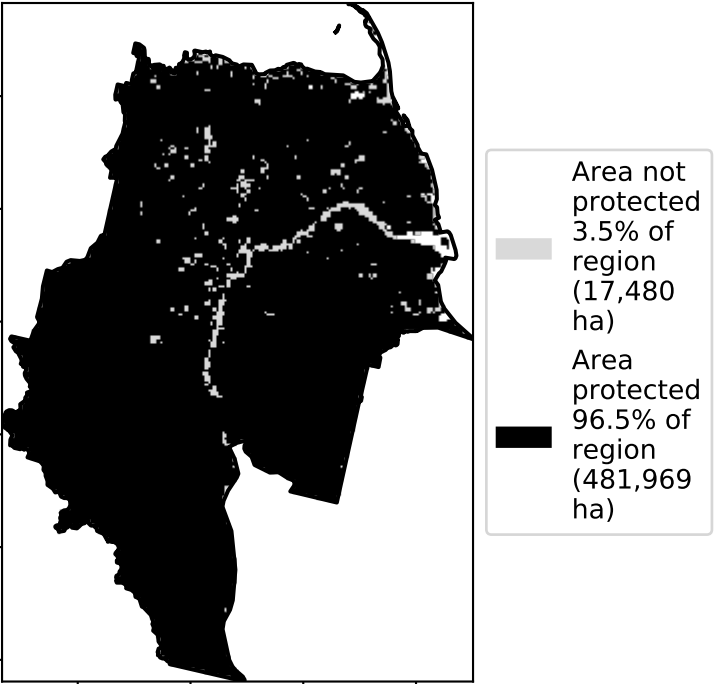 Area not
protected
3.5% of
region
(17,480
ha)
Area
protected
96.5% of
region
(481,969
ha)